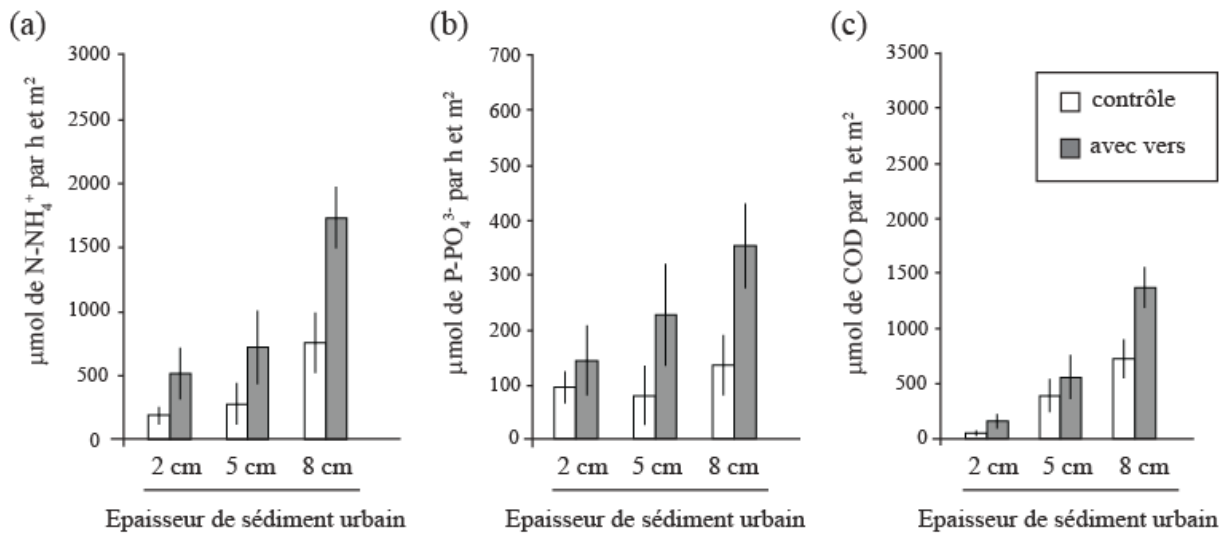 (a)
µmol de N-NH₄⁺ par h et m²
3000
2500
2000
1500
1000
500
0
2 cm 5 cm 8 cm
Epaisseur de sédiment urbain
(b)
µmol de P-PO₄³⁻ par h et m²
700
600
500
400
300
200
100
0
2 cm 5 cm 8 cm
Epaisseur de sédiment urbain
(c)
µmol de COD par h et m²
3500
3000
2500
2000
1500
1000
500
0
2 cm 5 cm 8 cm
Epaisseur de sédiment urbain
contrôle
avec vers